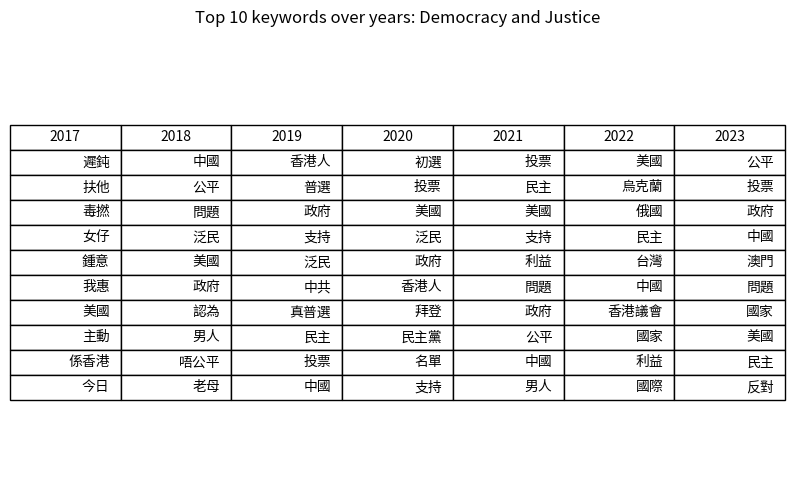 Top 10 keywords over years: Democracy and Justice
2017 2018 2019 2020 2021 2022 2023
遲鈍 中國 香港人 初選 投票 美國 公平
扶他 公平 普選 投票 民主 烏克蘭 投票
毒撚 問題 政府 美國 美國 俄國 政府
女仔 泛民 支持 泛民 支持 民主 中國
鍾意 美國 泛民 政府 利益 台灣 澳門
我惠 政府 中共 香港人 問題 中國 問題
美國 認為 真普選 拜登 政府 香港議會 國家
主動 男人 民主 民主黨 公平 國家 美國
係香港 唔公平 投票 名單 中國 利益 民主
今日 老母 中國 支持 男人 國際 反對